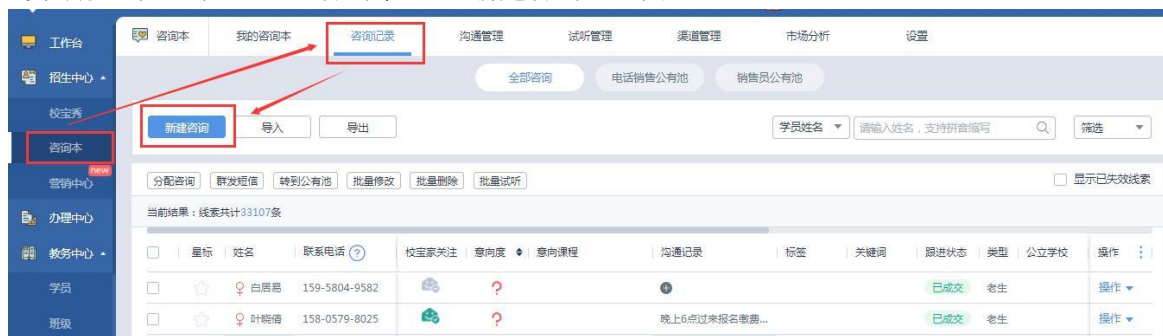 工作台
咨询本
我的咨询本
咨询记录
沟通管理
试听管理
渠道管理
市场分析
设置
招生中心
全部咨询
电话销售公有池
销售员公有池
校宝秀
新建咨询
导入
导出
学员姓名
请输入姓名，支持拼音缩写
筛选
咨询本
new
营销中心
分配咨询
群发短信
转到公有池
批量修改
批量删除
批量试听
显示已失效线索
办理中心
当前结果：线索共计33107条
教务中心
星标
姓名
联系电话 ?
校宝家关注
意向度
意向课程
沟通记录
标签
关键词
跟进状态
类型
公立学校
操作
学员
白居易
159-5804-9582
?
已成交
老生
操作
班级
叶晓倩
158-0579-8025
?
晚上6点过来报名缴费...
已成交
老生
操作